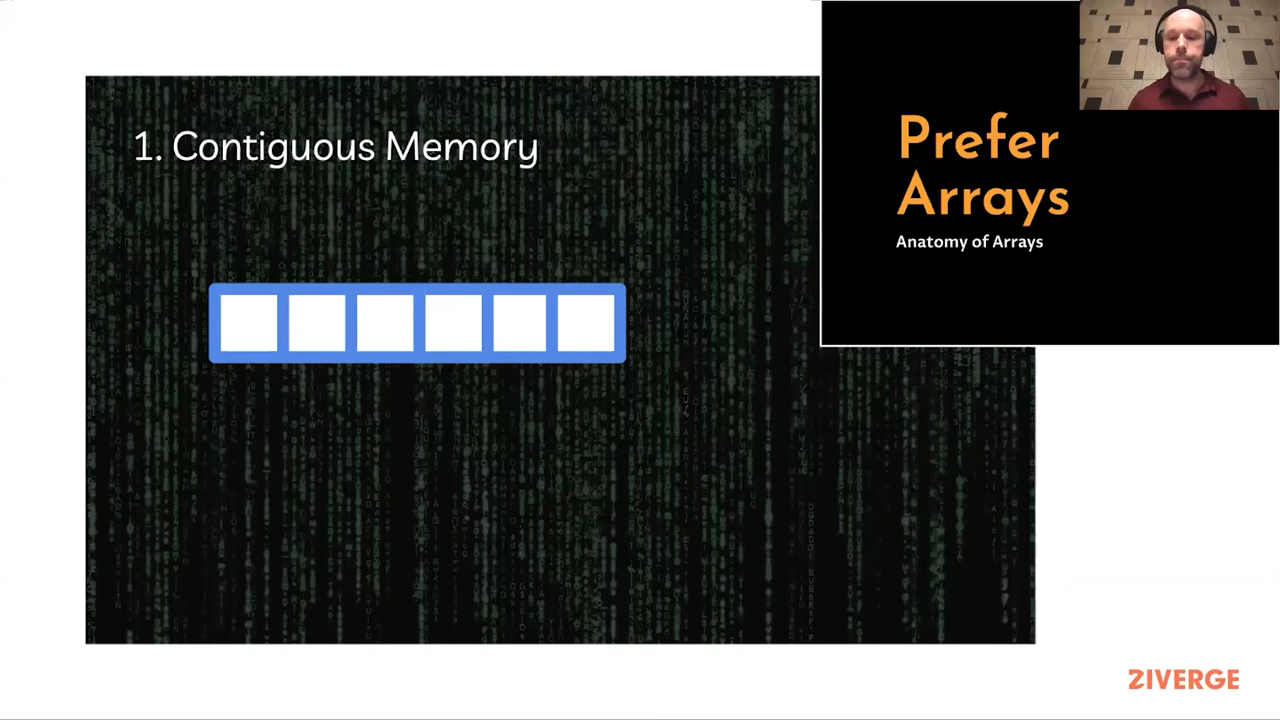 1. Contiguous Memory
Prefer
Arrays
Anatomy of Arrays
ZIVERGE